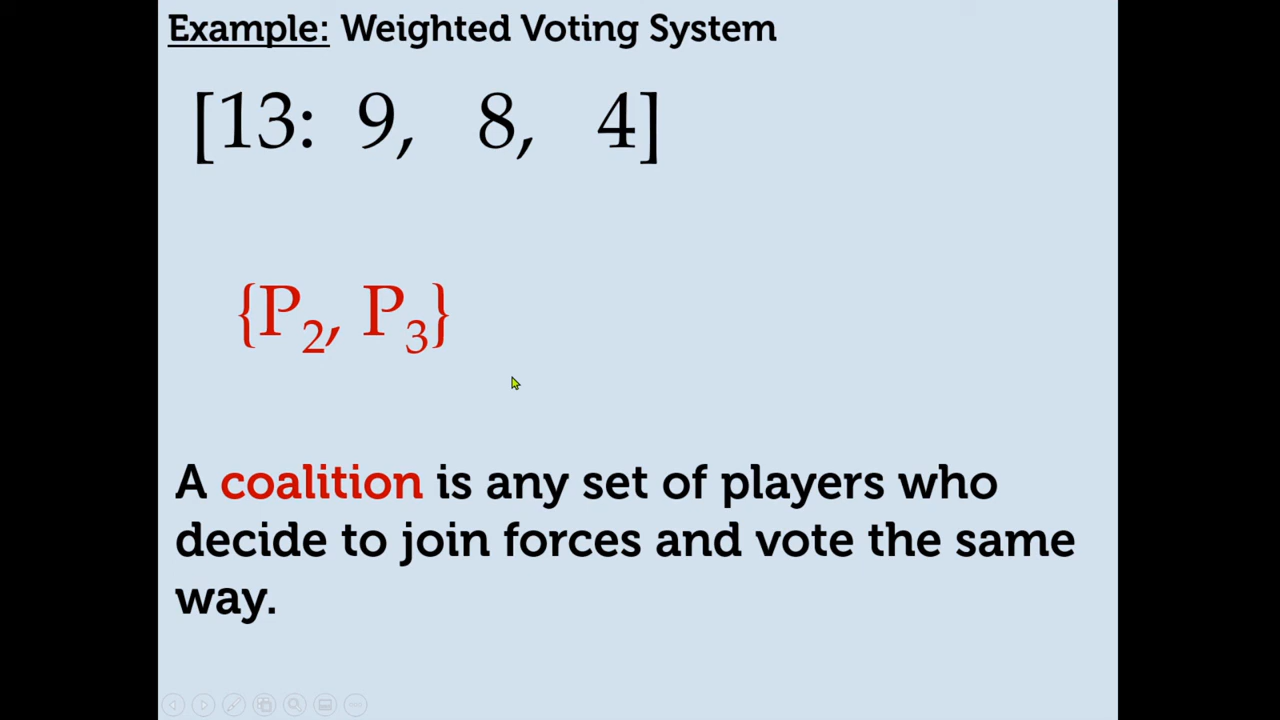 Example: Weighted Voting System
[13: 9, 8, 4]
{P₂, P₃}
A coalition is any set of players who
decide to join forces and vote the same
way.